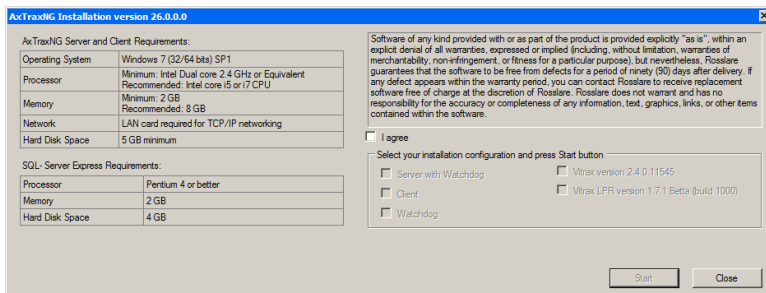 AxTraxNG Installation version 26.0.0.0
AxTraxNG Server and Client Requirements:
Operating System Windows 7 (32/64 bits) SP1
Processor Minimum: Intel Dual core 2.4 GHz or Equivalent
Recommended: Intel core i5 or i7 CPU
Memory Minimum: 2 GB
Recommended: 8 GB
Network LAN card required for TCP/IP networking
Hard Disk Space 5 GB minimum
SQL- Server Express Requirements:
Processor Pentium 4 or better
Memory 2 GB
Hard Disk Space 4 GB
Software of any kind provided with or as part of the product is provided explicitly "as is", within an
explicit denial of all warranties, expressed or implied (including, without limitation, warranties of
merchantability, non-infringement, or fitness for a particular purpose), but nevertheless, Rosslare
guarantees that the software to be free from defects for a period of ninety (90) days after delivery. If
any defect appears within the warranty period, you can contact Rosslare to receive replacement
software free of charge at the discretion of Rosslare. Rosslare does not warrant and has no
responsibility for the accuracy or completeness of any information, text, graphics, links, or other items
contained within the software.
I agree
Select your installation configuration and press Start button
Server with Watchdog
Vitrax version 2.4.0.11545
Client
Vitrax LPR version 1.7.1 Betta (build 1000)
Watchdog
Start
Close